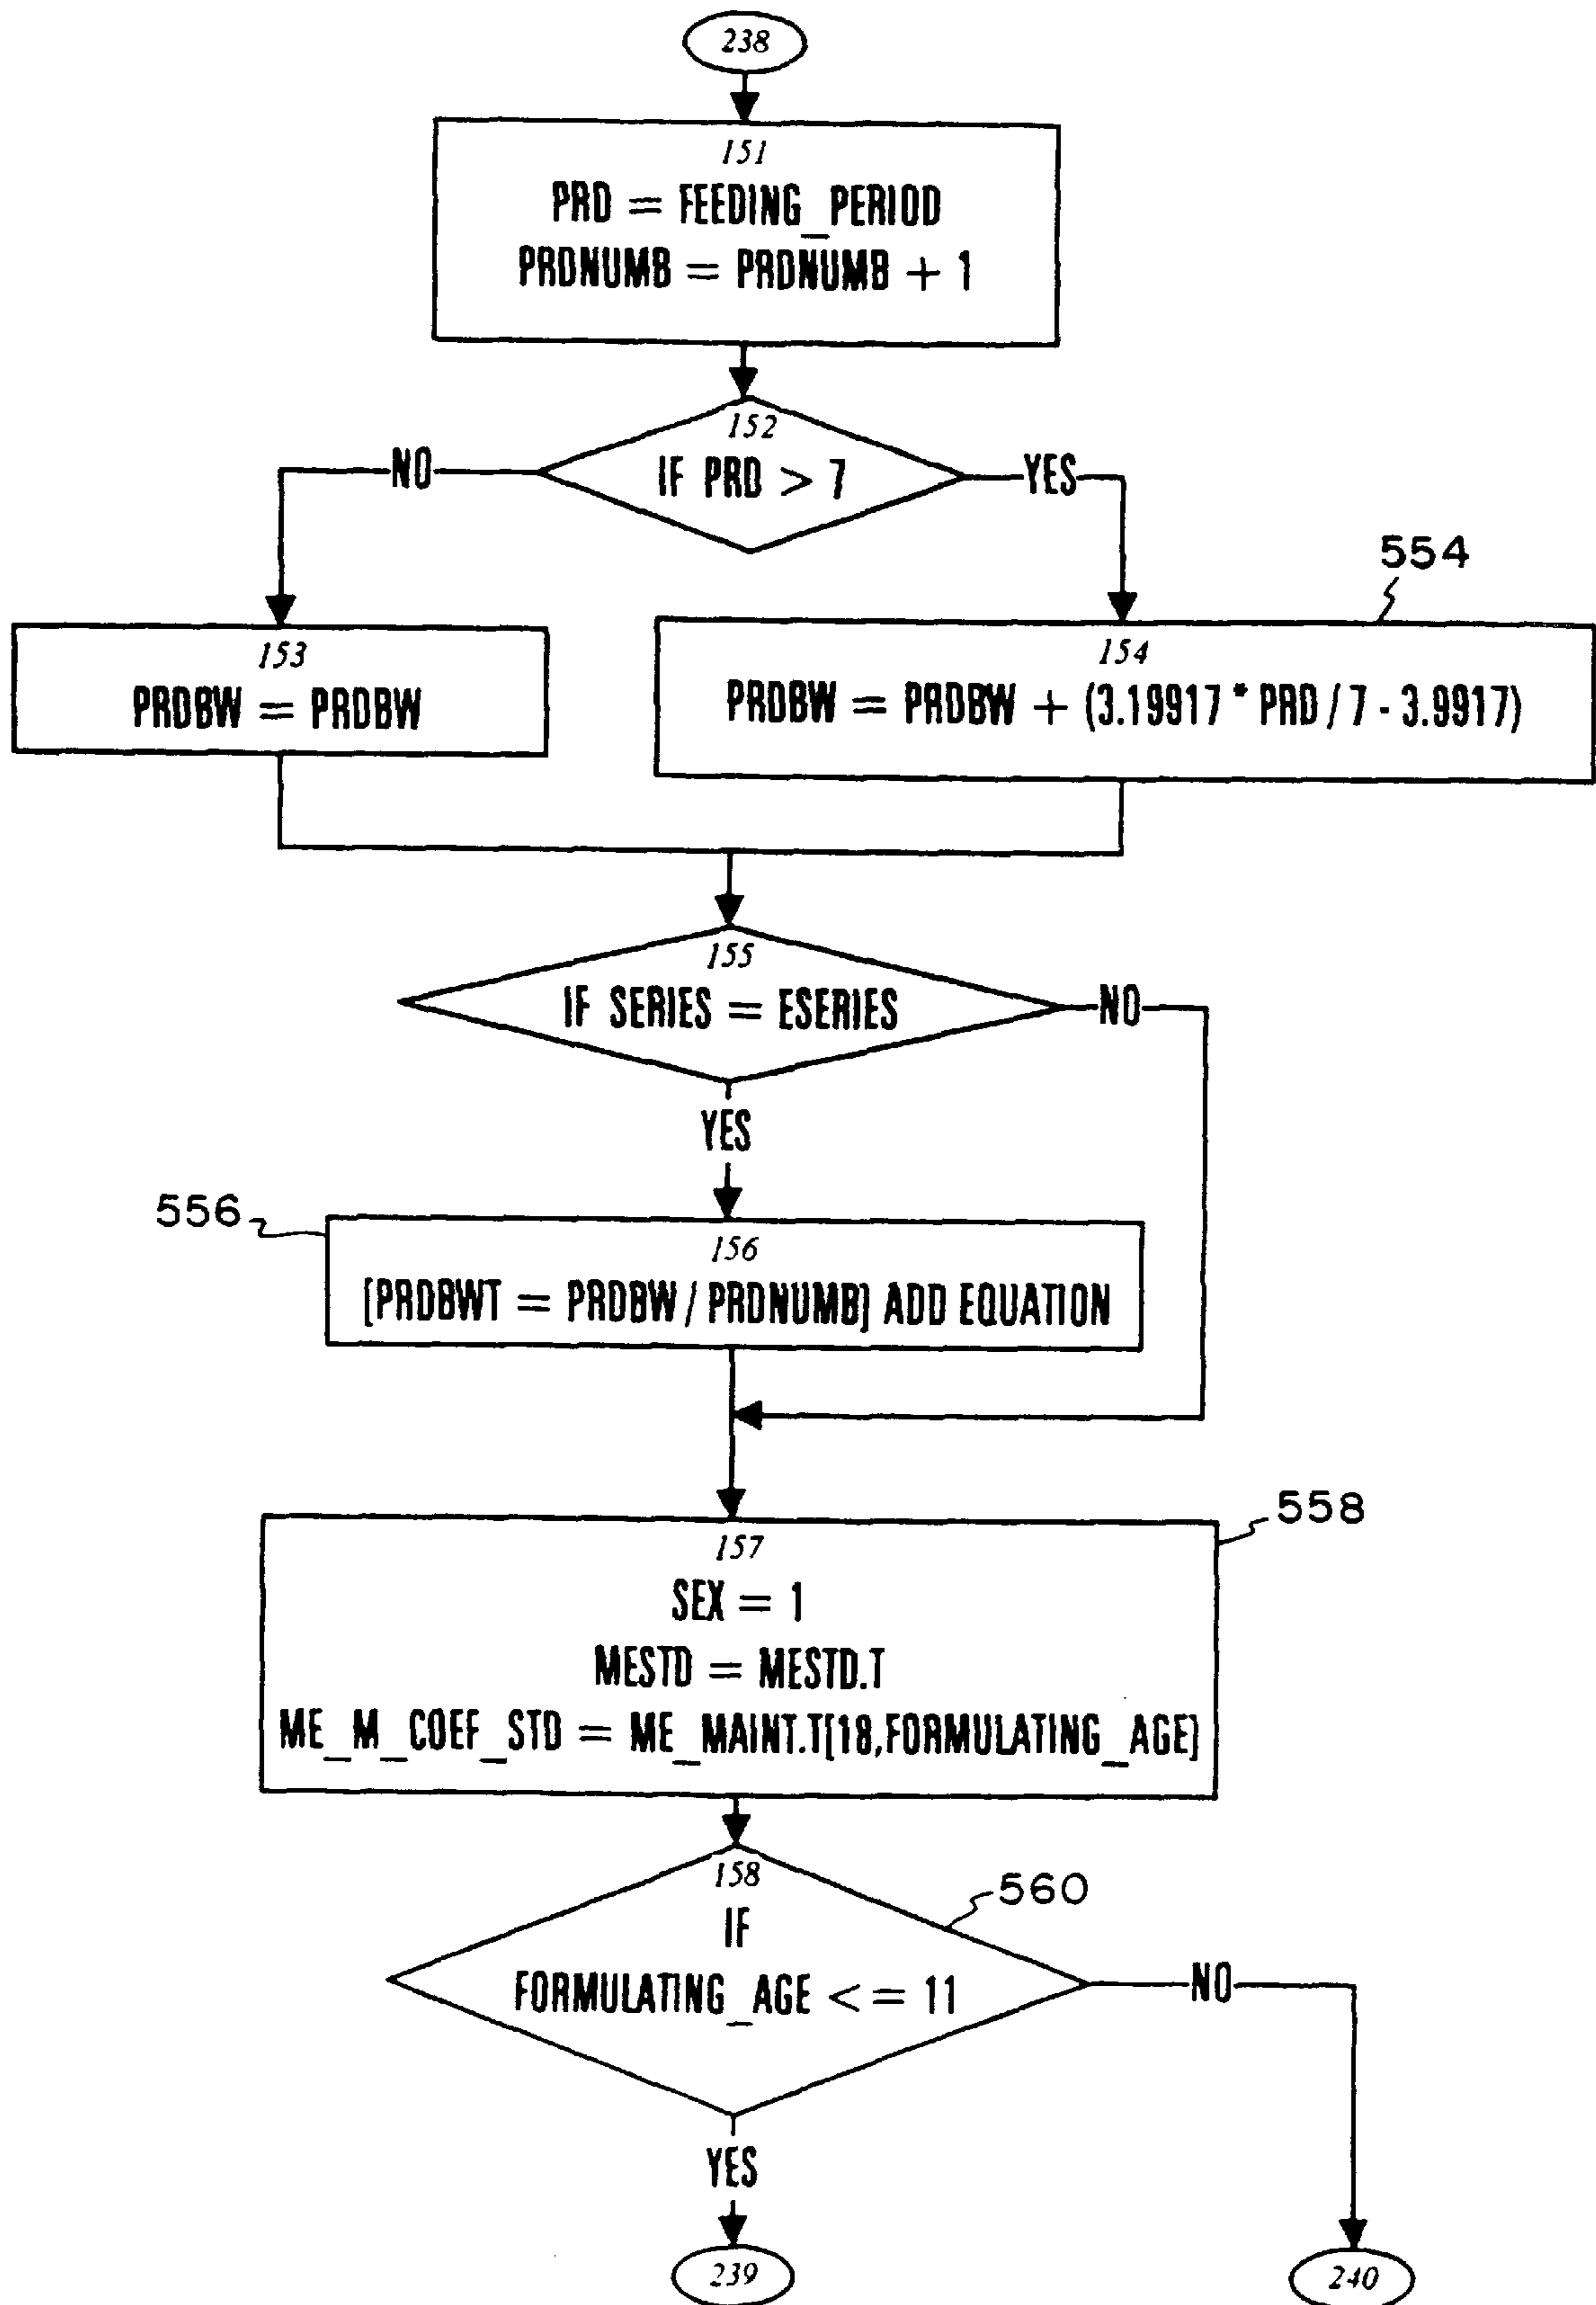 238
151
PRD = FEEDING_PERIOD
PRDNUMB = PRDNUMB + 1
152
IF PRD > 7
NO
YES
554
153
PRDBW = PRDBW
154
PRDBW = PRDBW + (3.19917 * PRD / 7 - 3.9917)
155
IF SERIES = ESERIES
NO
YES
556
156
[PRDBWT = PRDBW / PRDNUMB] ADD EQUATION
558
157
SEX = 1
MESTD = MESTD.T
ME_M_COEF_STD = ME_MAINT.T[18,FORMULATING_AGE]
560
158
IF
FORMULATING_AGE < = 11
NO
YES
239
240